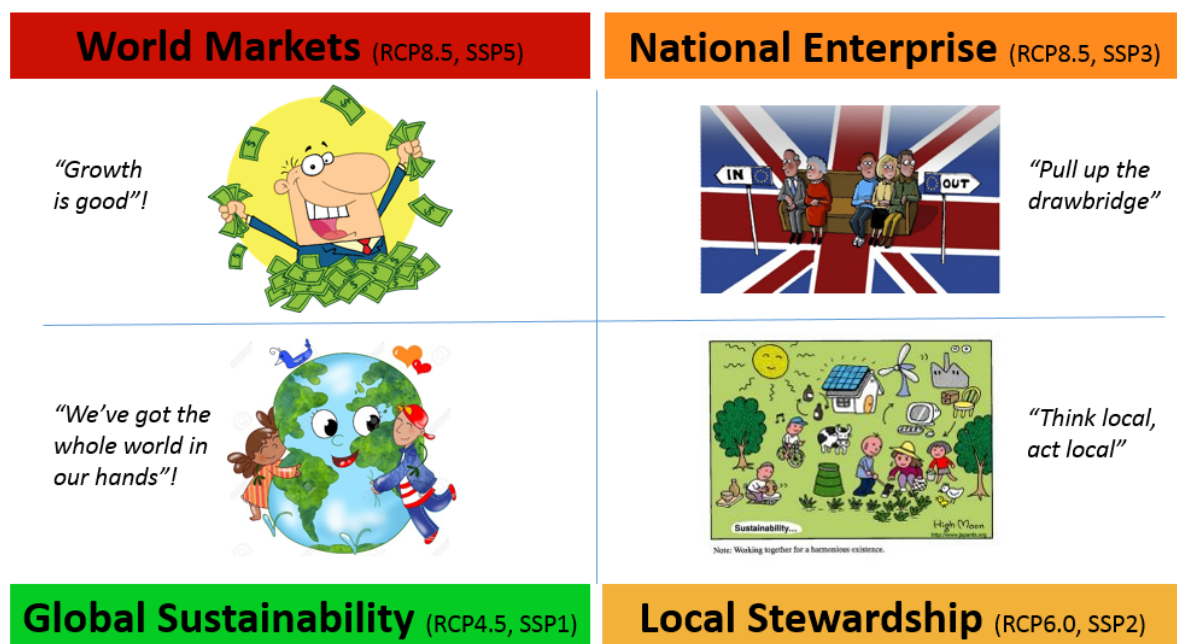 World Markets (RCP8.5, SSP5)
National Enterprise (RCP8.5, SSP3)
“Growth
is good”!
IN
OUT
“Pull up the
drawbridge”
“We’ve got the
whole world in
our hands”!
“Think local,
act local”
Sustainability...
High Moon
Note: Working together for a harmonious existence.
Global Sustainability (RCP4.5, SSP1)
Local Stewardship (RCP6.0, SSP2)